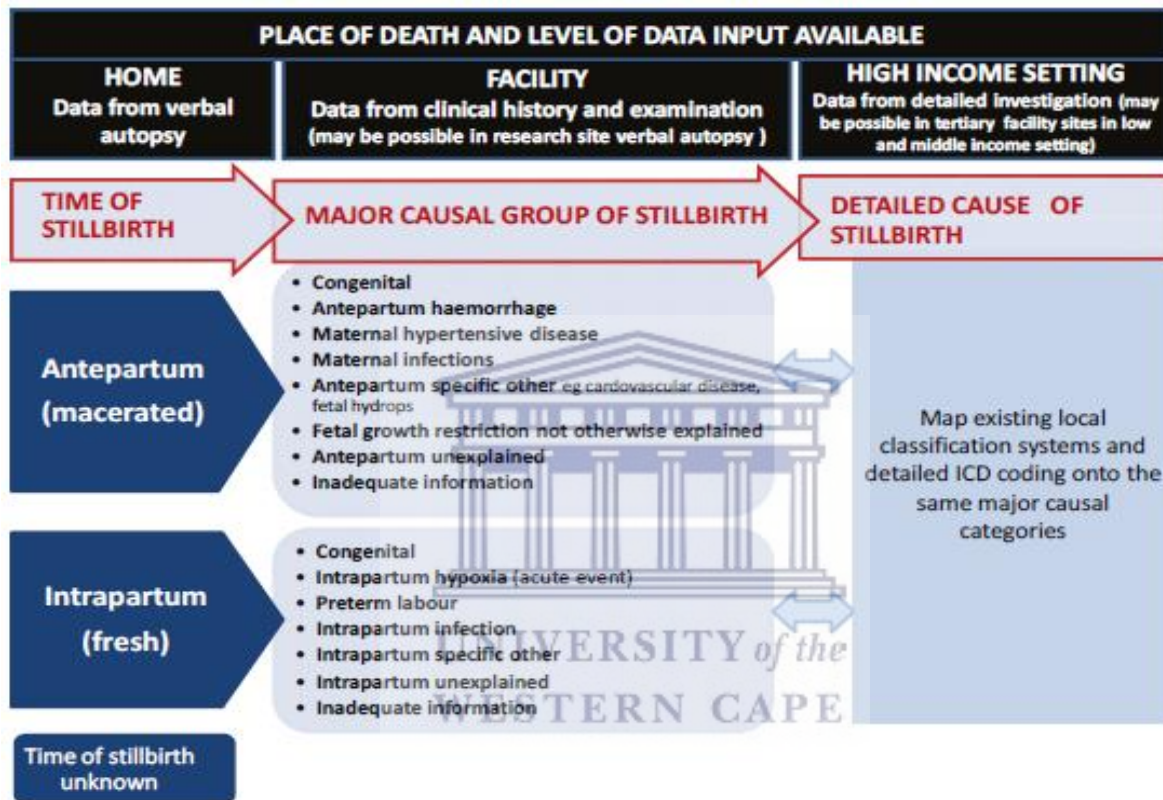 PLACE OF DEATH AND LEVEL OF DATA INPUT AVAILABLE
HOME
Data from verbal
autopsy
FACILITY
Data from clinical history and examination
(may be possible in research site verbal autopsy )
HIGH INCOME SETTING
Data from detailed investigation (may
be possible in tertiary facility sites in low
and middle income setting)
TIME OF
STILLBIRTH
MAJOR CAUSAL GROUP OF STILLBIRTH
DETAILED CAUSE OF
STILLBIRTH
Antepartum
(macerated)
• Congenital
• Antepartum haemorrhage
• Maternal hypertensive disease
• Maternal infections
• Antepartum specific other eg cardovascular disease,
fetal hydrops
• Fetal growth restriction not otherwise explained
• Antepartum unexplained
• Inadequate information
Map existing local
classification systems and
detailed ICD coding onto the
same major causal
categories
Intrapartum
(fresh)
• Congenital
• Intrapartum hypoxia (acute event)
• Preterm labour
• Intrapartum infection
• Intrapartum specific other
• Intrapartum unexplained
• Inadequate information
UNIVERSITY of the
WESTERN CAPE
Time of stillbirth
unknown